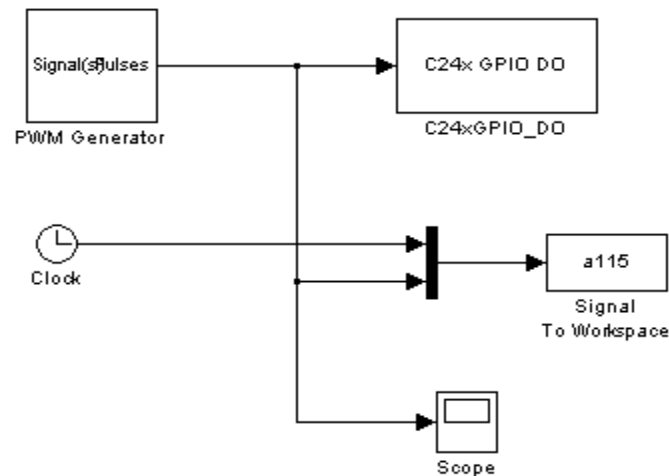 Signal(s)Pulses
PWM Generator
C24x GPIO DO
C24xGPIO_DO
Clock
a115
Signal
To Workspace
Scope